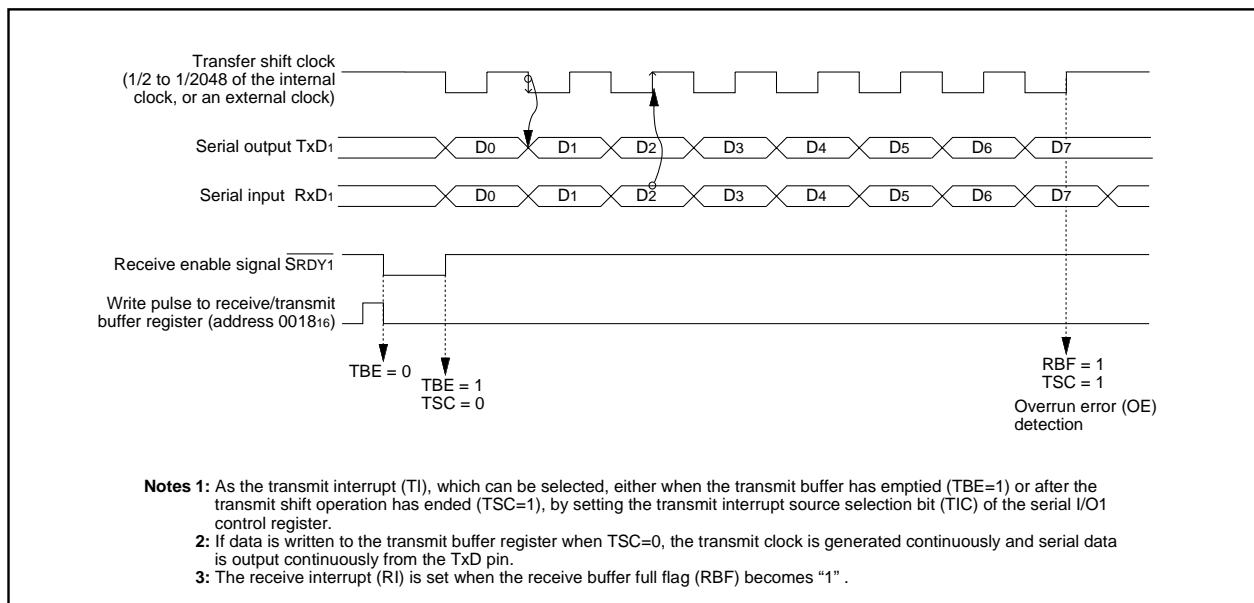 Transfer shift clock
(1/2 to 1/2048 of the internal
clock, or an external clock)
Serial output TxD1
D0 D1 D2 D3 D4 D5 D6 D7
Serial input RxD1
D0 D1 D2 D3 D4 D5 D6 D7
Receive enable signal SRDY1
Write pulse to receive/transmit
buffer register (address 001816)
TBE = 0
TBE = 1
TSC = 0
RBF = 1
TSC = 1
Overrun error (OE)
detection
Notes 1: As the transmit interrupt (TI), which can be selected, either when the transmit buffer has emptied (TBE=1) or after the
transmit shift operation has ended (TSC=1), by setting the transmit interrupt source selection bit (TIC) of the serial I/O1
control register.
2: If data is written to the transmit buffer register when TSC=0, the transmit clock is generated continuously and serial data
is output continuously from the TxD pin.
3: The receive interrupt (RI) is set when the receive buffer full flag (RBF) becomes “1” .